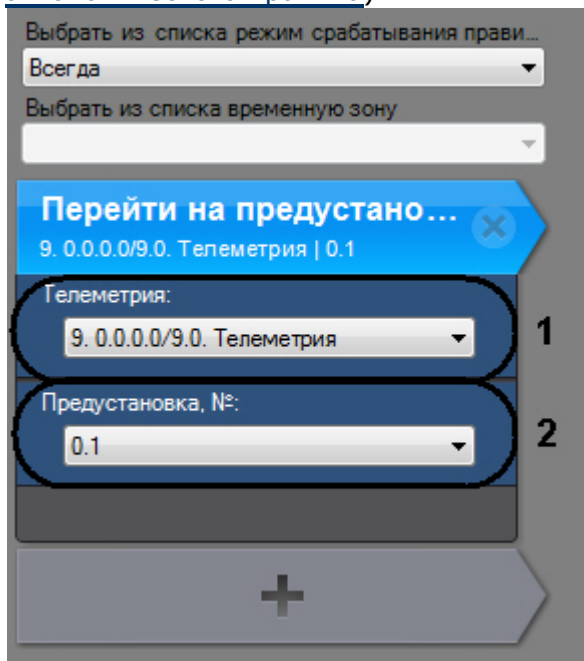 Выбрать из списка режим срабатывания прави...
Всегда
Выбрать из списка временную зону
Перейти на предустано...
9. 0.0.0.0/9.0. Телеметрия | 0.1
Телеметрия:
9. 0.0.0.0/9.0. Телеметрия
1
Предустановка, №:
0.1
2